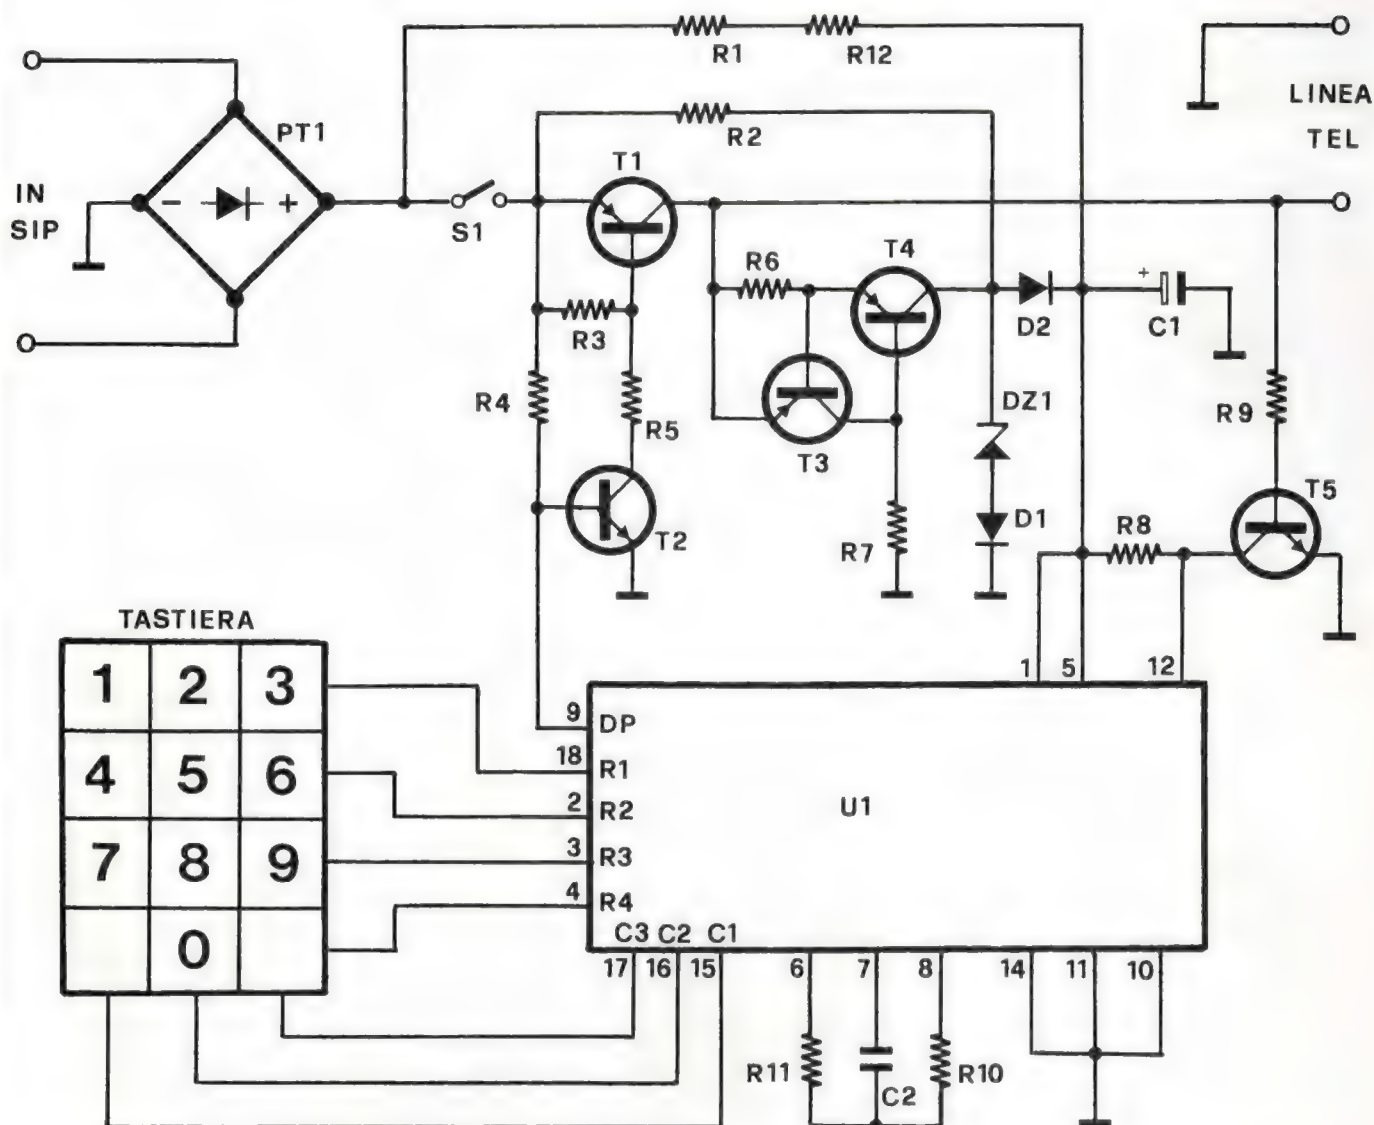 R1
R12
LINEA
TEL
PT1
R2
T1
IN
SIP
- +
S1
R6
T4
R3
D2
+
C1
R4
R5
T3
DZ1
R9
T2
R7
D1
R8
T5
TASTIERA
1 2 3
4 5 6
7 8 9
0
1 5 12
9 DP
18 R1
2 R2
3 R3
4 R4
U1
C3 C2 C1
17 16 15 6 7 8 14 11 10
R11
C2
R10